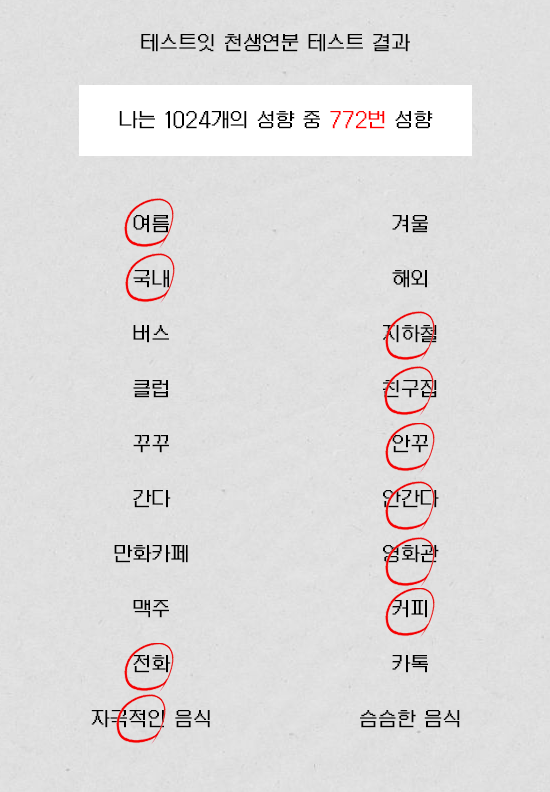 테스트잇 천생연분 테스트 결과
나는 1024개의 성향 중 772번 성향
여름 겨울
국내 해외
버스 지하철
클럽 친구집
꾸꾸 안꾸
간다 안간다
만화카페 영화관
맥주 커피
전화 카톡
자극적인 음식 슴슴한 음식